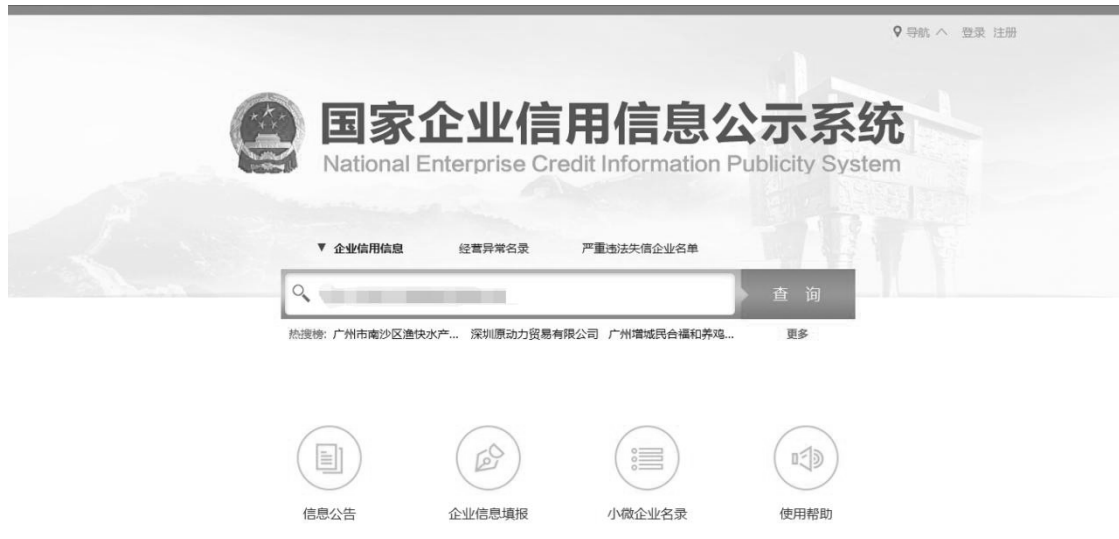 导航 登录 注册
国家企业信用信息公示系统
National Enterprise Credit Information Publicity System
▼ 企业信用信息 经营异常名录 严重违法失信企业名单
查 询
热搜榜: 广州市南沙区渔快水产... 深圳原动力贸易有限公司 广州增城民合福和养鸡... 更多
信息公告 企业信息填报 小微企业名录 使用帮助